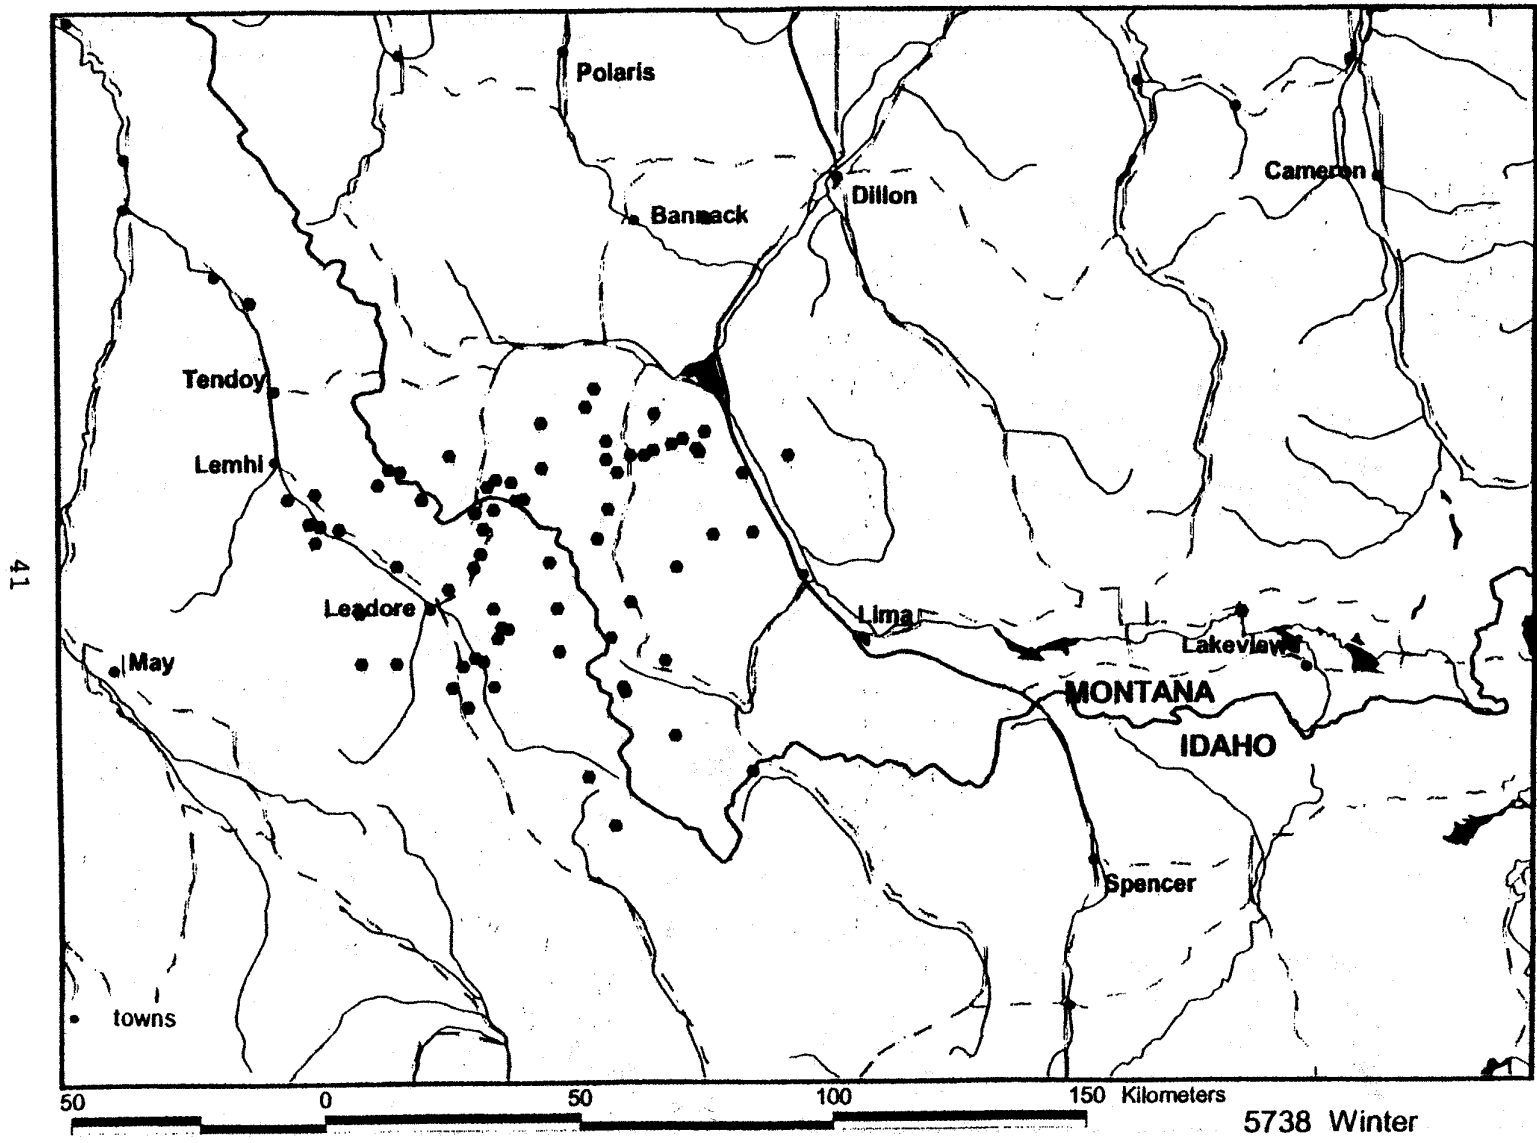 Polaris
Cameron
Dillon
Bannack
Tendoy
Lemhi
41
Leadore
Lima
Lakeview
May
MONTANA
IDAHO
Spencer
towns
50 0 50 100 150 Kilometers
5738 Winter